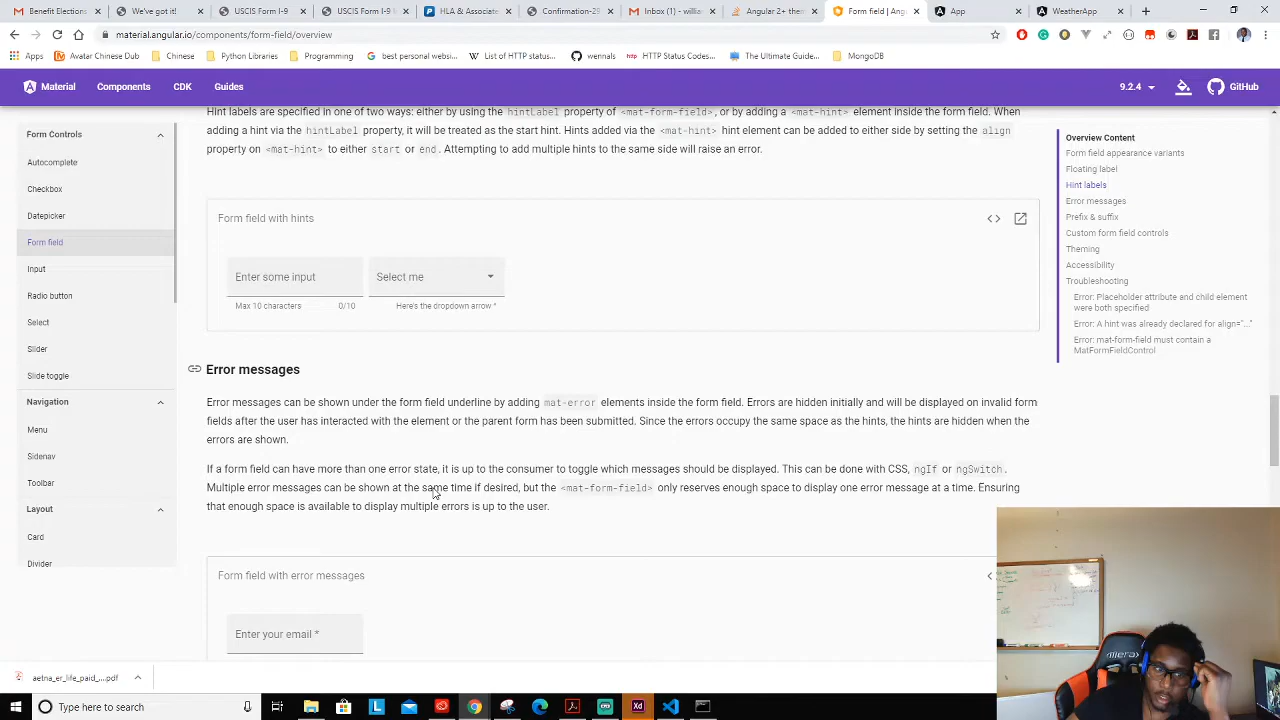 Benefit Elections
We've got it!
USCIS Form I-9
USCIS Form I-9 N
HLA & Associate
Confirmation-29
Inbox (1) - william
Angular 2+ them
Form field | Ang
App
WeatherApp
material.angular.io/components/form-field/overview
Apps
Avatar Chinese Dub
Chinese
Python Libraries
Programming
best personal websi...
List of HTTP status...
wennals
HTTP Status Codes...
The Ultimate Guide...
MongoDB
Material
Components
CDK
Guides
9.2.4
GitHub
Form Controls
Autocomplete
Checkbox
Datepicker
Form field
Input
Radio button
Select
Slider
Slide toggle
Navigation
Menu
Sidenav
Toolbar
Layout
Card
Divider
Hint labels are specified in one of two ways: either by using the hintLabel property of <mat-form-field>, or by adding a <mat-hint> element inside the form field. When
adding a hint via the hintLabel property, it will be treated as the start hint. Hints added via the <mat-hint> hint element can be added to either side by setting the align
property on <mat-hint> to either start or end. Attempting to add multiple hints to the same side will raise an error.
Form field with hints
Enter some input
Select me
Max 10 characters
0/10
Here's the dropdown arrow ^
Error messages
Error messages can be shown under the form field underline by adding mat-error elements inside the form field. Errors are hidden initially and will be displayed on invalid form
fields after the user has interacted with the element or the parent form has been submitted. Since the errors occupy the same space as the hints, the hints are hidden when the
errors are shown.
If a form field can have more than one error state, it is up to the consumer to toggle which messages should be displayed. This can be done with CSS, ngIf or ngSwitch.
Multiple error messages can be shown at the same time if desired, but the <mat-form-field> only reserves enough space to display one error message at a time. Ensuring
that enough space is available to display multiple errors is up to the user.
Form field with error messages
Enter your email *
Overview Content
Form field appearance variants
Floating label
Hint labels
Error messages
Prefix & suffix
Custom form field controls
Theming
Accessibility
Troubleshooting
Error: Placeholder attribute and child element
were both specified
Error: A hint was already declared for align="..."
Error: mat-form-field must contain a
MatFormFieldControl
aetna_er_life_paid_....pdf
Type here to search